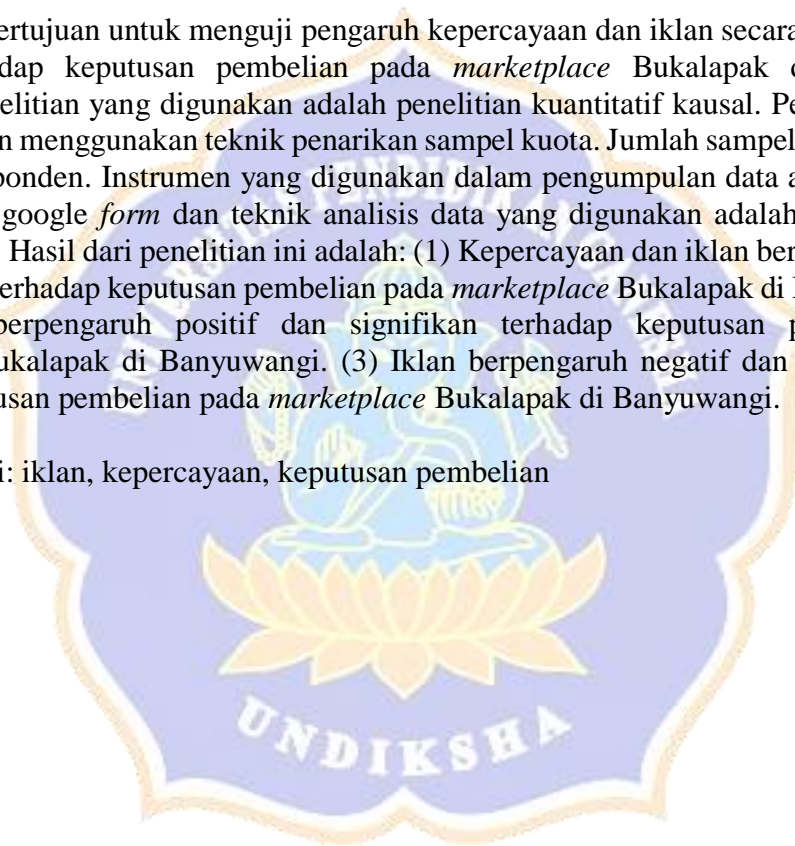 ertujuan untuk menguji pengaruh kepercayaan dan iklan secara
dap keputusan pembelian pada marketplace Bukalapak d
elitian yang digunakan adalah penelitian kuantitatif kausal. Pe
n menggunakan teknik penarikan sampel kuota. Jumlah sampel
ponden. Instrumen yang digunakan dalam pengumpulan data a
google form dan teknik analisis data yang digunakan adalah
Hasil dari penelitian ini adalah: (1) Kepercayaan dan iklan ber
terhadap keputusan pembelian pada marketplace Bukalapak di
berpengaruh positif dan signifikan terhadap keputusan p
ukalapak di Banyuwangi. (3) Iklan berpengaruh negatif dan
usan pembelian pada marketplace Bukalapak di Banyuwangi.
i: iklan, kepercayaan, keputusan pembelian
UNIVERSITAS PENDIDIKAN GANESHA
UNDIKSHA